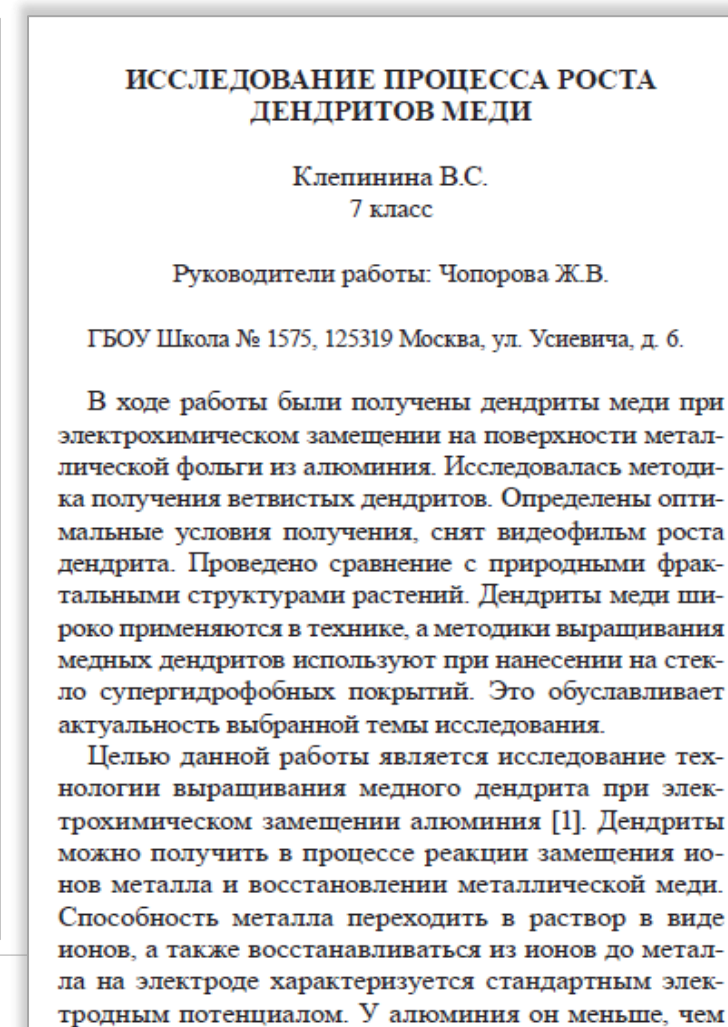 ИССЛЕДОВАНИЕ ПРОЦЕССА РОСТА
ДЕНДРИТОВ МЕДИ
Клепинина В.С.
7 класс
Руководители работы: Чопорова Ж.В.
ГБОУ Школа № 1575, 125319 Москва, ул. Усиевича, д. 6.
В ходе работы были получены дендриты меди при
электрохимическом замещении на поверхности метал-
лической фольги из алюминия. Исследовалась методи-
ка получения ветвистых дендритов. Определены опти-
мальные условия получения, снят видеофильм роста
дендрита. Проведено сравнение с природными фрак-
тальными структурами растений. Дендриты меди ши-
роко применяются в технике, а методики выращивания
медных дендритов используют при нанесении на стек-
ло супергидрофобных покрытий. Это обуславливает
актуальность выбранной темы исследования.
Целью данной работы является исследование тех-
нологии выращивания медного дендрита при элек-
трохимическом замещении алюминия [1]. Дендриты
можно получить в процессе реакции замещения ио-
нов металла и восстановлении металлической меди.
Способность металла переходить в раствор в виде
ионов, а также восстанавливаться из ионов до метал-
ла на электроде характеризуется стандартным элек-
тродным потенциалом. У алюминия он меньше, чем